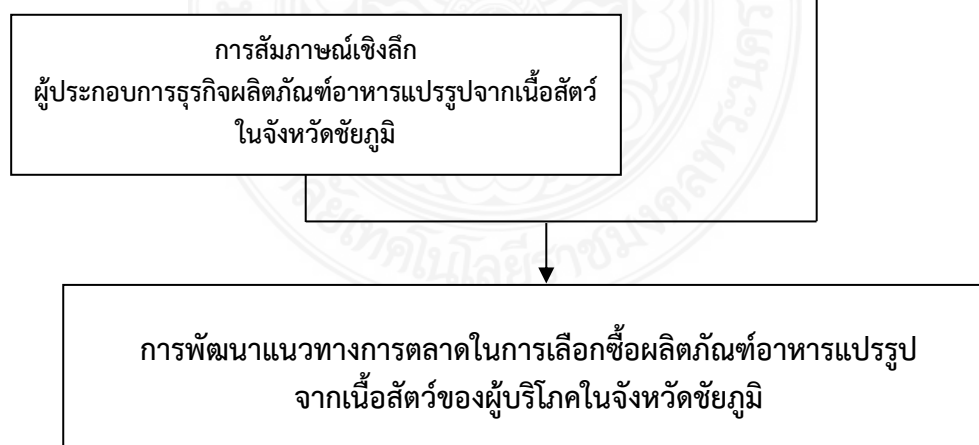 การสัมภาษณ์เชิงลึก
ผู้ประกอบการธุรกิจผลิตภัณฑ์อาหารแปรรูปจากเนื้อสัตว์
ในจังหวัดชัยภูมิ
การพัฒนาแนวทางการตลาดในการเลือกซื้อผลิตภัณฑ์อาหารแปรรูป
จากเนื้อสัตว์ของผู้บริโภคในจังหวัดชัยภูมิ